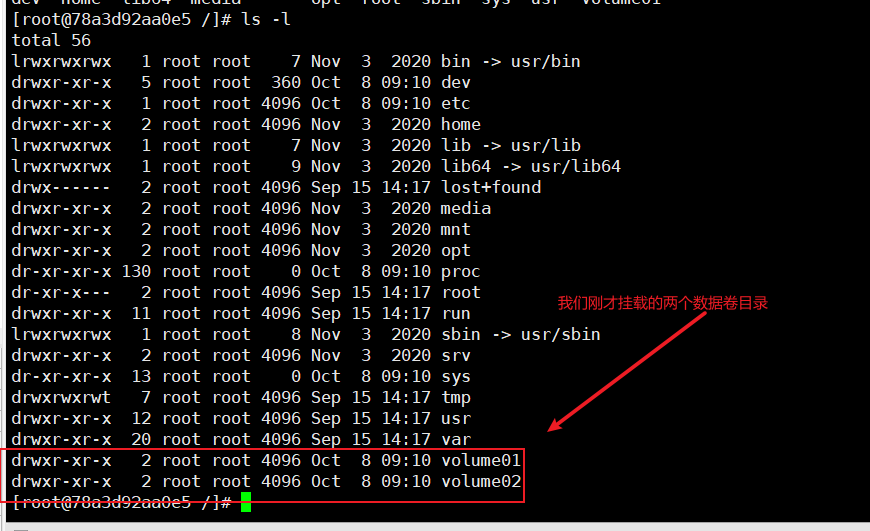 dev  home  lib64  media       opt  root  sbin  sys  usr  volume01
[root@78a3d92aa0e5 /]# ls -l
total 56
lrwxrwxrwx   1 root root    7 Nov  3  2020 bin -> usr/bin
drwxr-xr-x   5 root root  360 Oct  8 09:10 dev
drwxr-xr-x   1 root root 4096 Oct  8 09:10 etc
drwxr-xr-x   2 root root 4096 Nov  3  2020 home
lrwxrwxrwx   1 root root    7 Nov  3  2020 lib -> usr/lib
lrwxrwxrwx   1 root root    9 Nov  3  2020 lib64 -> usr/lib64
drwx------   2 root root 4096 Sep 15 14:17 lost+found
drwxr-xr-x   2 root root 4096 Nov  3  2020 media
drwxr-xr-x   2 root root 4096 Nov  3  2020 mnt
drwxr-xr-x   2 root root 4096 Nov  3  2020 opt
dr-xr-xr-x 130 root root    0 Oct  8 09:10 proc
dr-xr-x---   2 root root 4096 Sep 15 14:17 root
drwxr-xr-x  11 root root 4096 Sep 15 14:17 run
我们刚才挂载的两个数据卷目录
lrwxrwxrwx   1 root root    8 Nov  3  2020 sbin -> usr/sbin
drwxr-xr-x   2 root root 4096 Nov  3  2020 srv
dr-xr-xr-x  13 root root    0 Oct  8 09:10 sys
drwxrwxrwt   7 root root 4096 Sep 15 14:17 tmp
drwxr-xr-x  12 root root 4096 Sep 15 14:17 usr
drwxr-xr-x  20 root root 4096 Sep 15 14:17 var
drwxr-xr-x   2 root root 4096 Oct  8 09:10 volume01
drwxr-xr-x   2 root root 4096 Oct  8 09:10 volume02
[root@78a3d92aa0e5 /]#